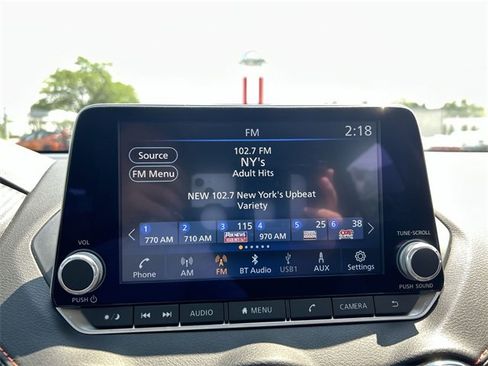 FM
2:18
Source
102.7 FM
NY's
FM Menu
Adult Hits
NEW 102.7 New York's Upbeat
Variety
1 2 3 115 4 5 25 6 38
770 AM 710 AM 970 AM
VOL
TUNE•SCROLL
Phone AM FM BT Audio USB1 AUX Settings
PUSH
PUSH SOUND
AUDIO MENU CAMERA